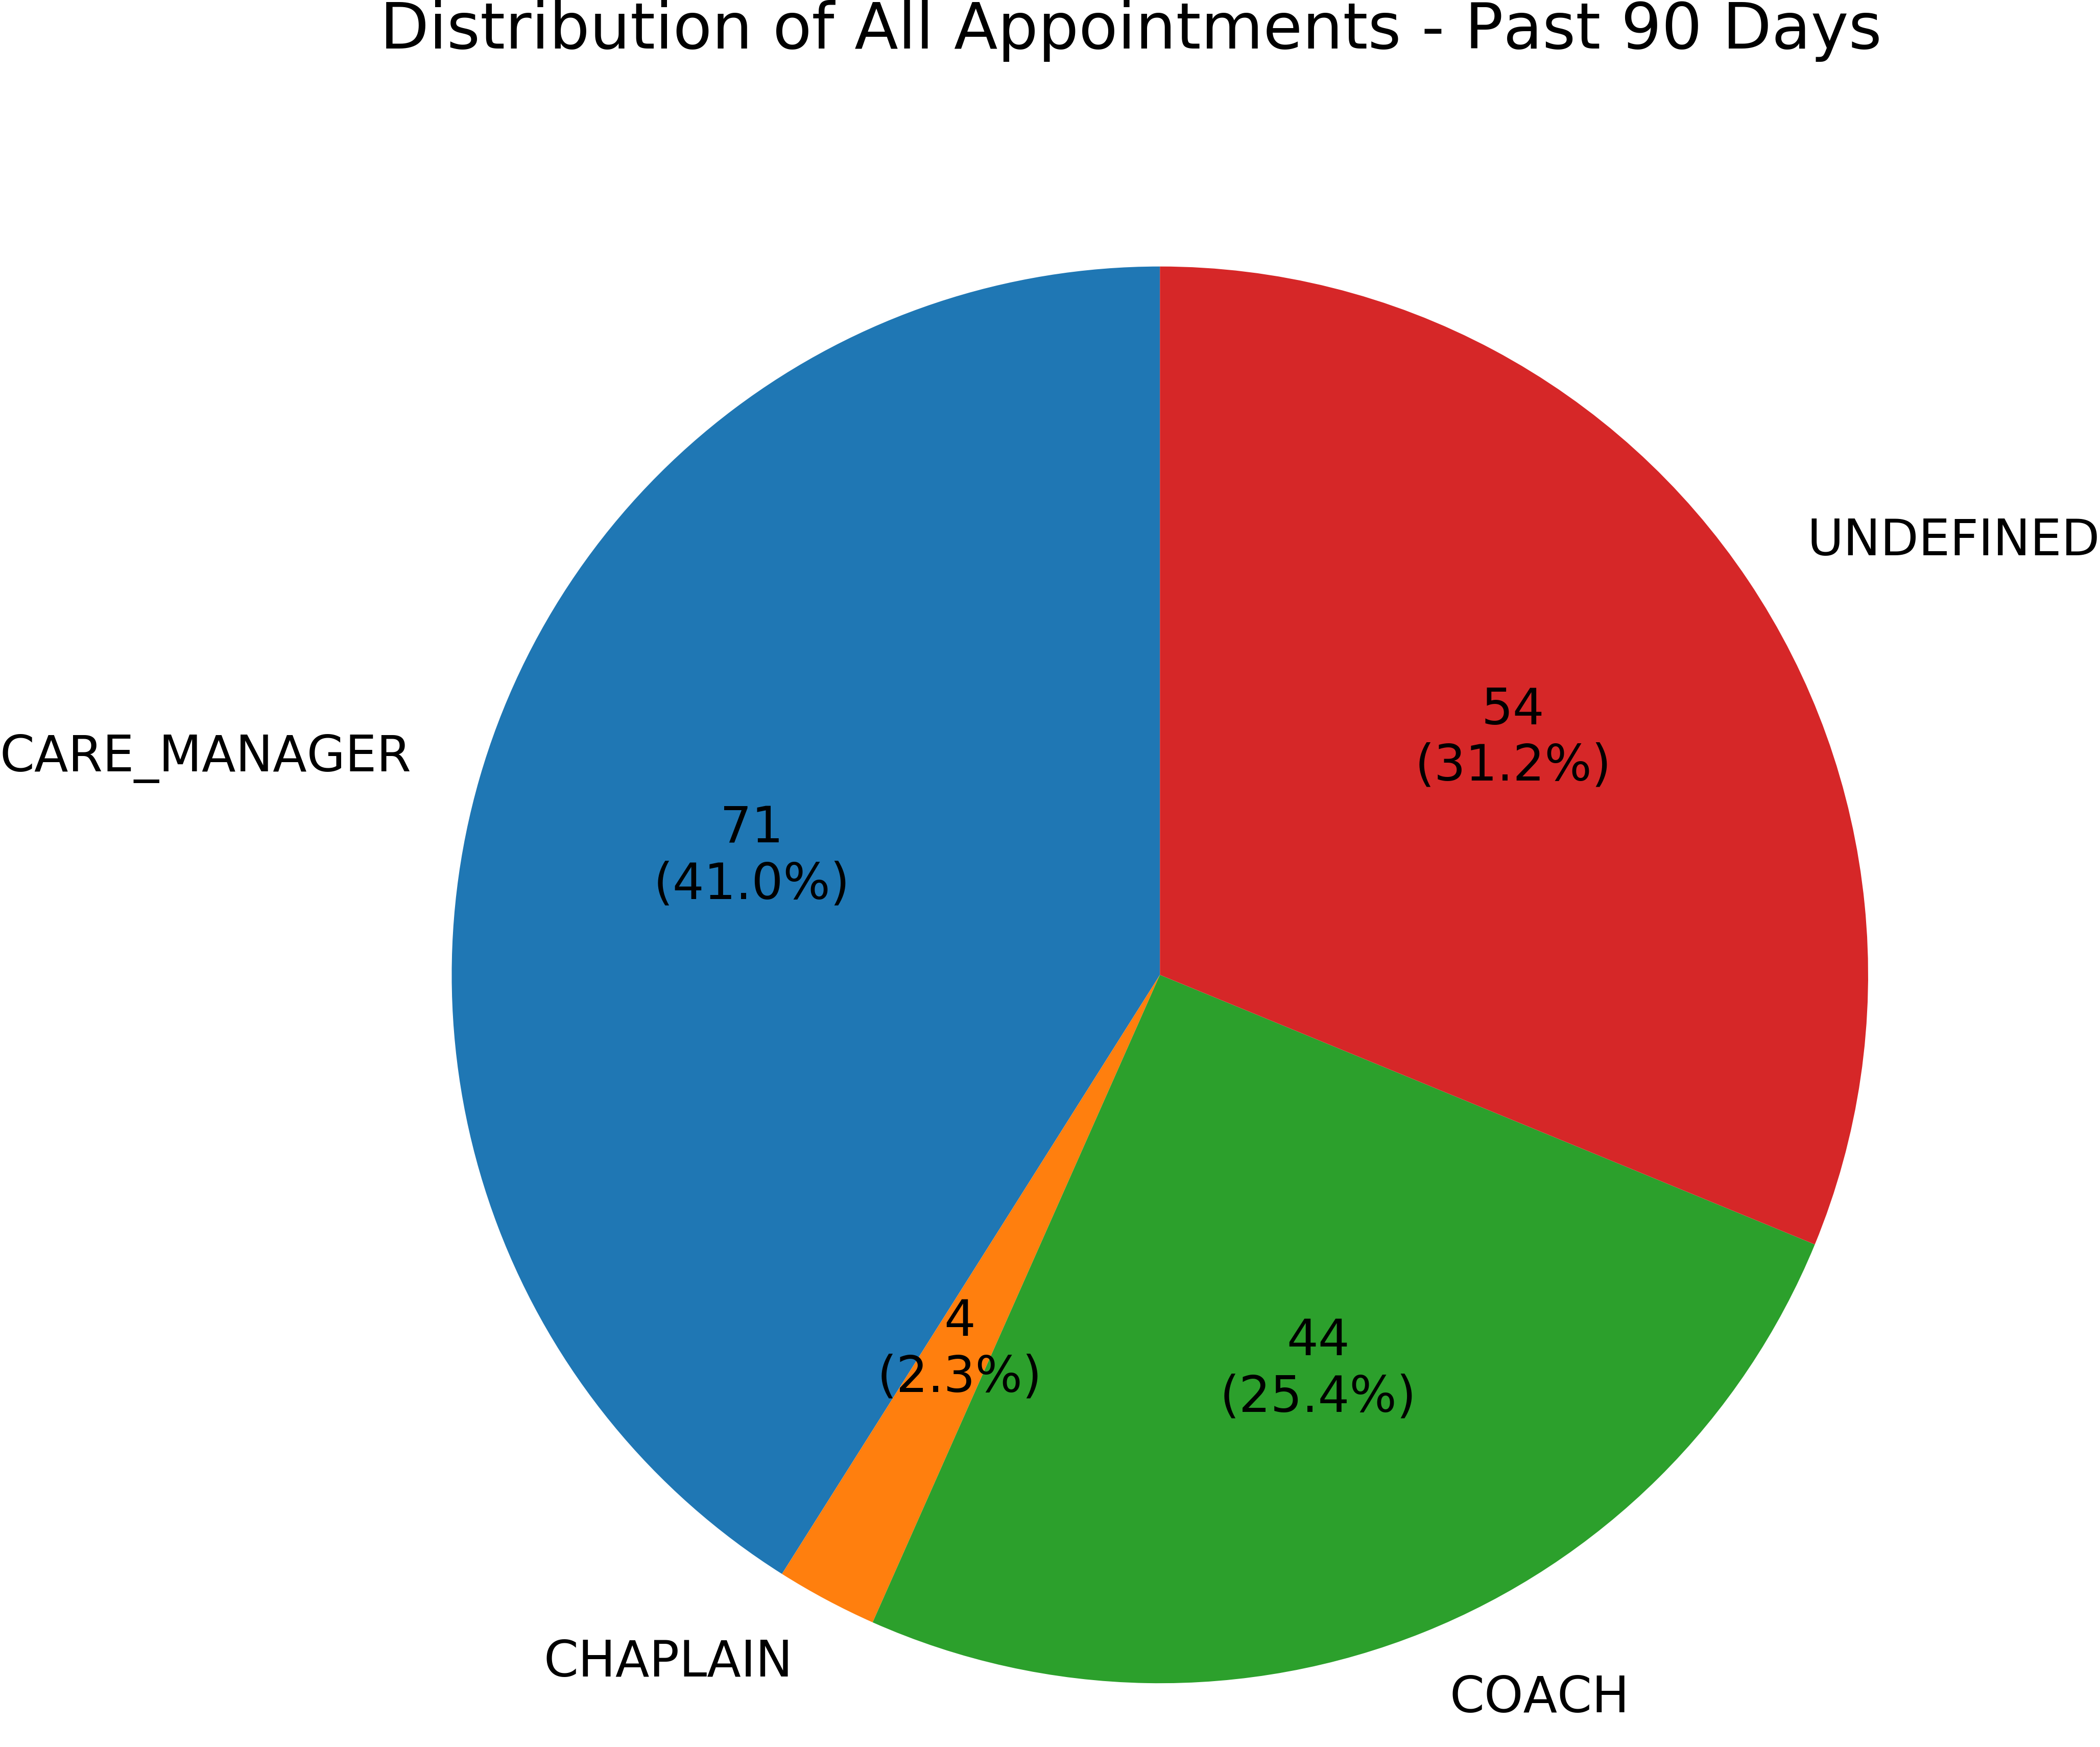 Distribution of All Appointments - Past 90 Days
UNDEFINED
54
(31.2%)
CARE_MANAGER
71
(41.0%)
4
(2.3%)
44
(25.4%)
CHAPLAIN
COACH